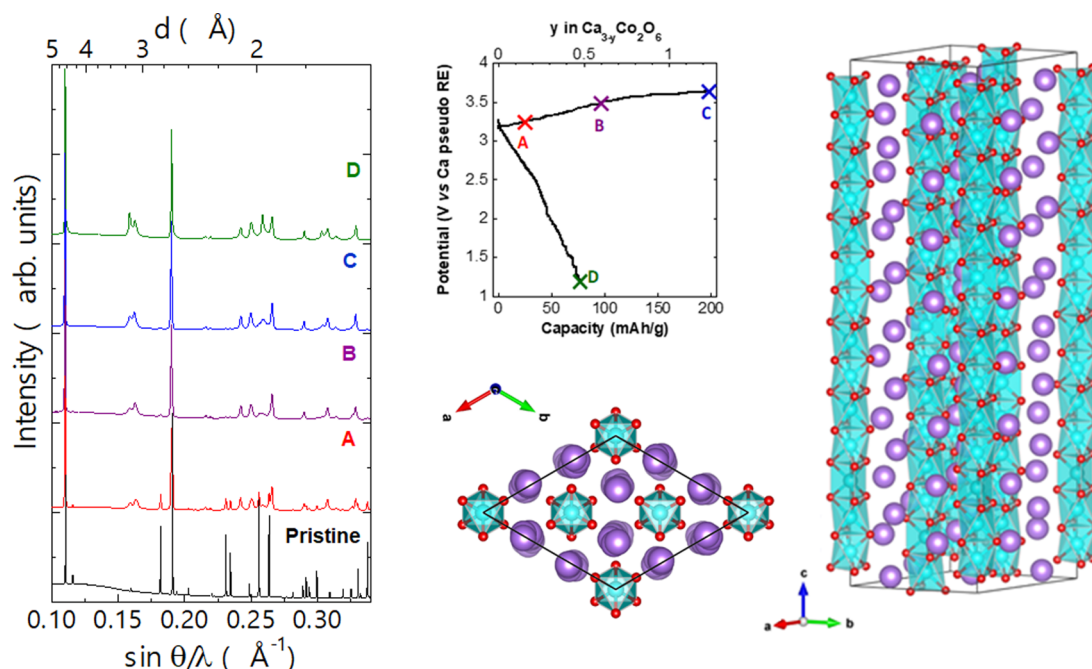 d ( Å)
5 4 3 2
Intensity ( arb. units)
D
C
B
A
Pristine
0.10 0.15 0.20 0.25 0.30
sin θ/λ ( Å-1)
y in Ca3-yCo2O6
0 0.5 1
Potential (V vs Ca pseudo RE)
4
3.5
3
2.5
2
1.5
1
A
B
C
D
0 50 100 150 200
Capacity (mAh/g)
a
b
c
a
b